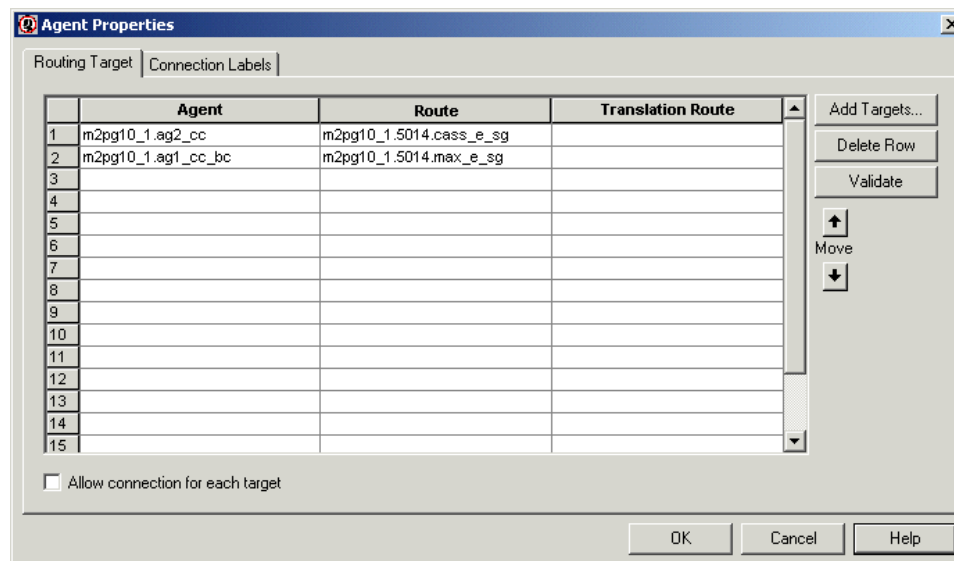 Agent Properties
Routing Target Connection Labels
Agent Route Translation Route
1 m2pg10_1.ag2_cc m2pg10_1.5014.cass_e_sg
2 m2pg10_1.ag1_cc_bc m2pg10_1.5014.max_e_sg
3
4
5
6
7
8
9
10
11
12
13
14
15
Add Targets...
Delete Row
Validate
Move
Allow connection for each target
OK Cancel Help